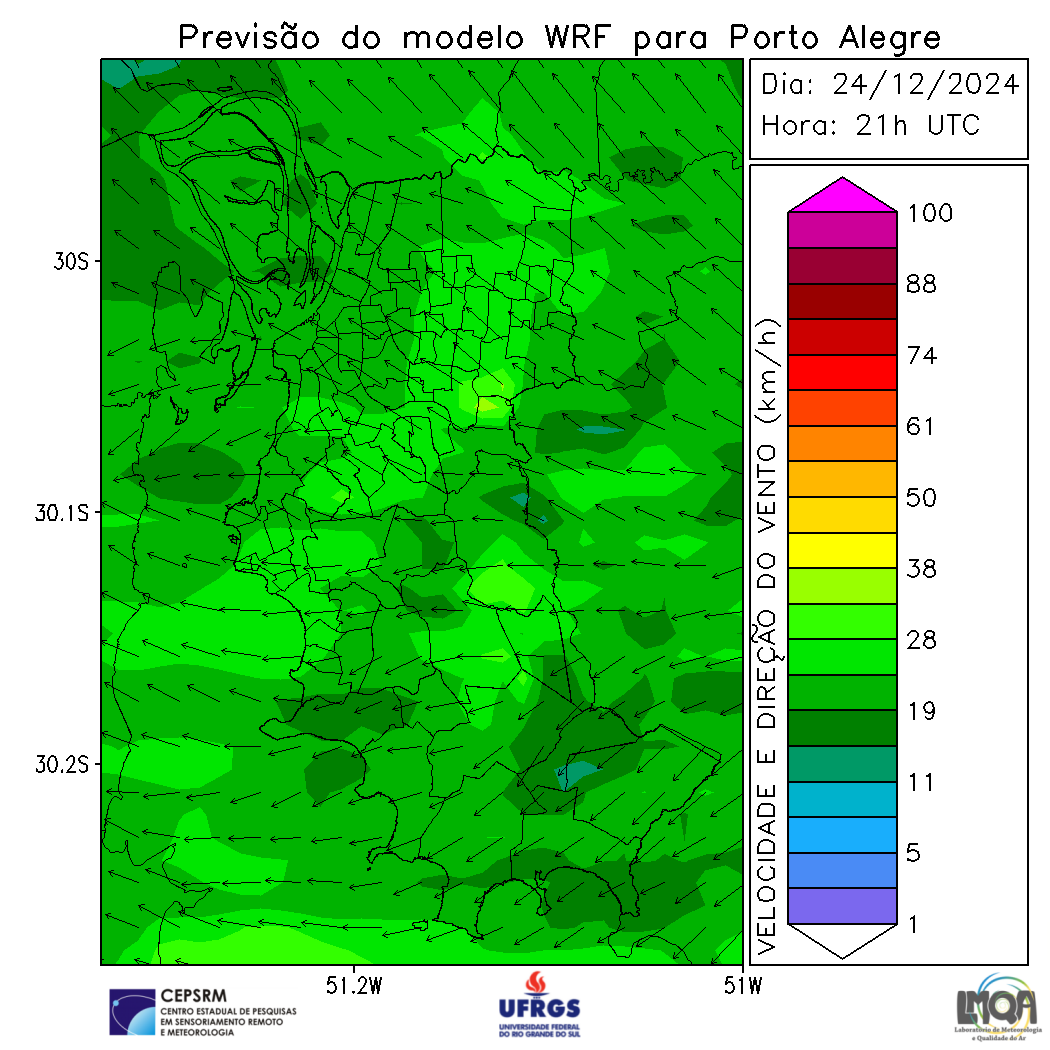 Previsão do modelo WRF para Porto Alegre
Dia: 24/12/2024
Hora: 21h UTC
30S
30.1S
30.2S
51.2W
51W
VELOCIDADE E DIREÇÃO DO VENTO (km/h)
100
88
74
61
50
38
28
19
11
5
1
CEPSRM
CENTRO ESTADUAL DE PESQUISAS
EM SENSORIAMENTO REMOTO
E METEOROLOGIA
UFRGS
UNIVERSIDADE FEDERAL
DO RIO GRANDE DO SUL
LMQA
Laboratório de Meteorologia
e Qualidade do Ar